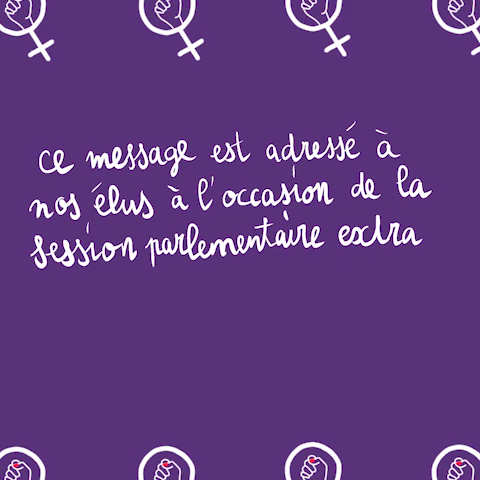 ce message est adressé à
nos élus à l'occasion de la
session parlementaire extra